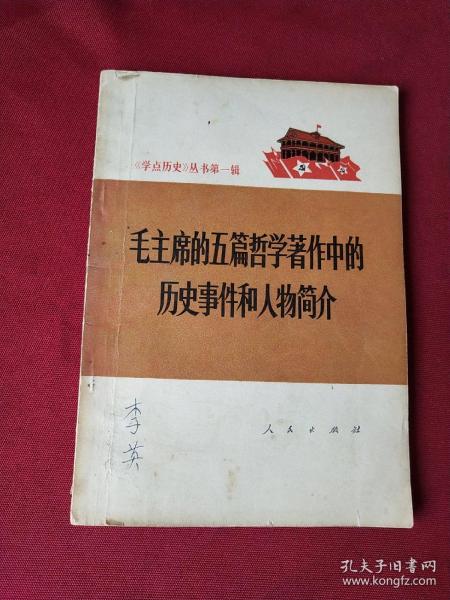 《学点历史》丛书第一辑
毛主席的五篇哲学著作中的
历史事件和人物简介
李英
人民出版社
孔夫子旧书网
www.kongfz.com